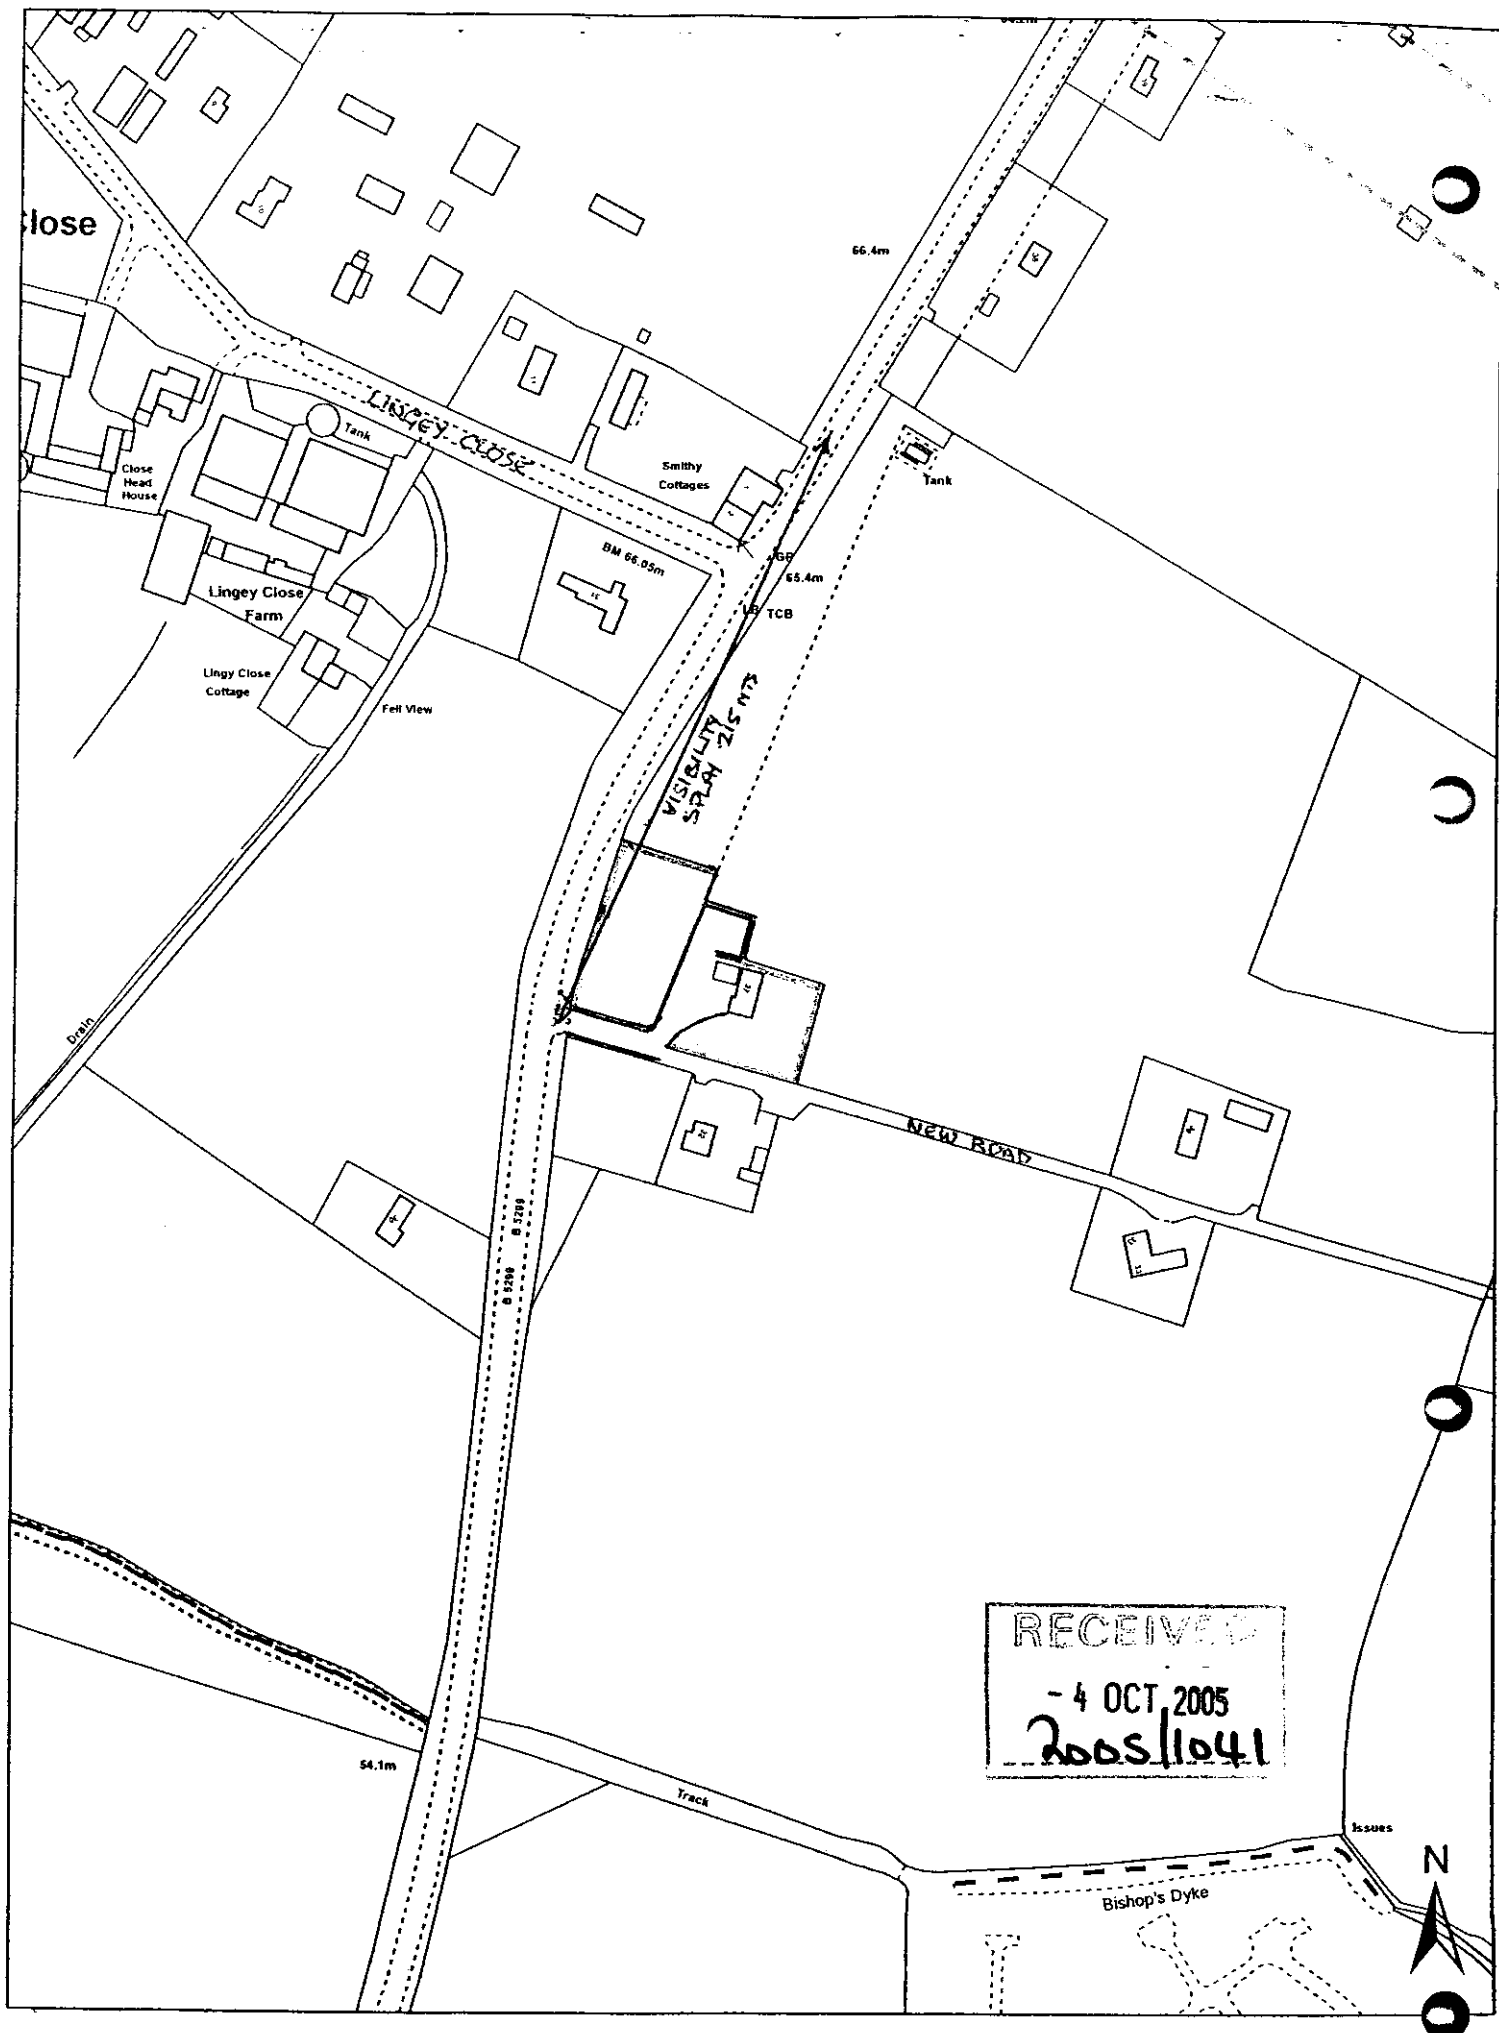 lose
66.4m
LINGEY CLOSE
Tank
Close
Head
House
Smithy
Cottages
Tank
BM 66.05m
GP
65.4m
LB TCB
Lingey Close
Farm
Lingy Close
Cottage
Fell View
VISIBILITY
SPLAY 215 MTS
Drain
NEW ROAD
B 5299
B 5299
RECEIVED
- 4 OCT 2005
2005/1041
54.1m
Track
Issues
N
Bishop's Dyke